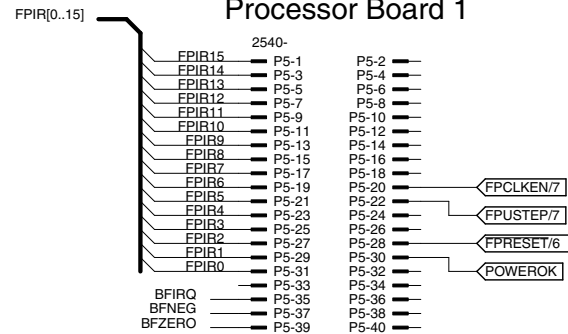 Processor Board 1
FPIR[0..15]
2540-
FPIR15 P5-1 P5-2
FPIR14 P5-3 P5-4
FPIR13 P5-5 P5-6
FPIR12 P5-7 P5-8
FPIR11 P5-9 P5-10
FPIR10 P5-11 P5-12
FPIR9 P5-13 P5-14
FPIR8 P5-15 P5-16
FPIR7 P5-17 P5-18
FPIR6 P5-19 P5-20 FPCLKEN/7
FPIR5 P5-21 P5-22
FPIR4 P5-23 P5-24 FPUSTEP/7
FPIR3 P5-25 P5-26
FPIR2 P5-27 P5-28 FPRESET/6
FPIR1 P5-29 P5-30
FPIR0 P5-31 P5-32 POWEROK
P5-33 P5-34
BFIRQ P5-35 P5-36
BFNEG P5-37 P5-38
BFZERO P5-39 P5-40